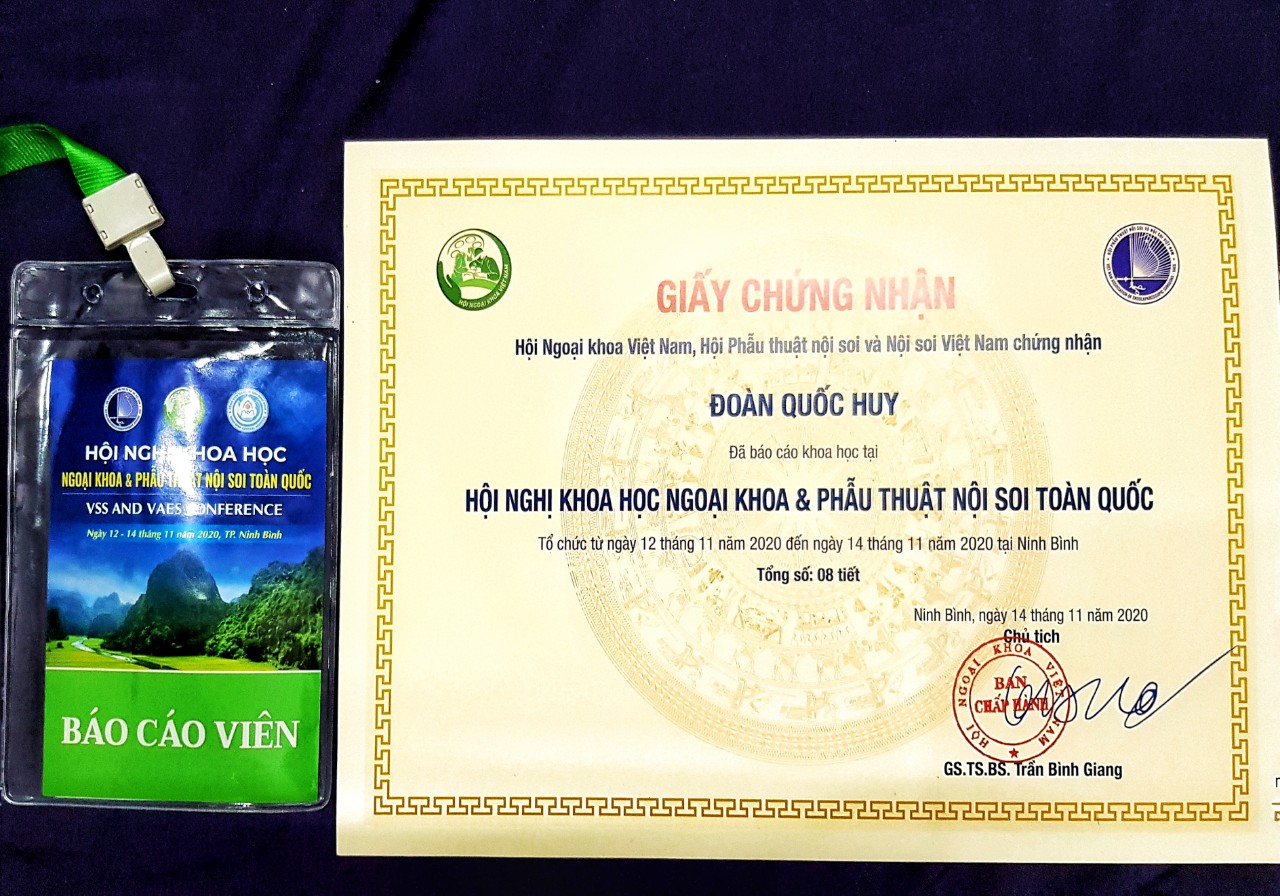 HỘI NGHỊ KHOA HỌC
NGOẠI KHOA & PHẪU THUẬT NỘI SOI TOÀN QUỐC
VSS AND VAES CONFERENCE
Ngày 12 - 14 tháng 11 năm 2020, TP. Ninh Bình
BÁO CÁO VIÊN
HỘI NGOẠI KHOA VIỆT NAM
GIẤY CHỨNG NHẬN
Hội Ngoại khoa Việt Nam, Hội Phẫu thuật nội soi và Nội soi Việt Nam chứng nhận
ĐOÀN QUỐC HUY
Đã báo cáo khoa học tại
HỘI NGHỊ KHOA HỌC NGOẠI KHOA & PHẪU THUẬT NỘI SOI TOÀN QUỐC
Tổ chức từ ngày 12 tháng 11 năm 2020 đến ngày 14 tháng 11 năm 2020 tại Ninh Bình
Tổng số: 08 tiết
Ninh Bình, ngày 14 tháng 11 năm 2020
Chủ tịch
HỘI NGOẠI KHOA VIỆT NAM
BAN
CHẤP HÀNH
GS.TS.BS. Trần Bình Giang